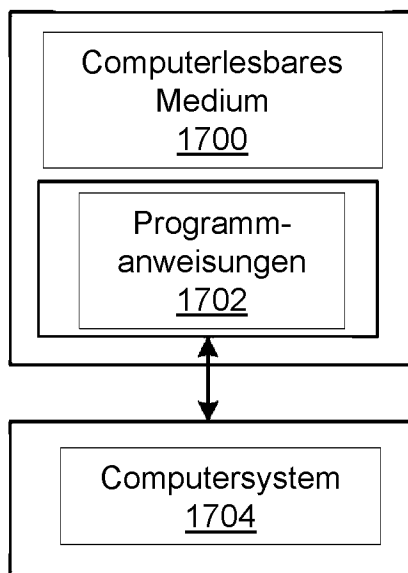 Computerlesbares
Medium
1700
Programm-
anweisungen
1702
Computersystem
1704